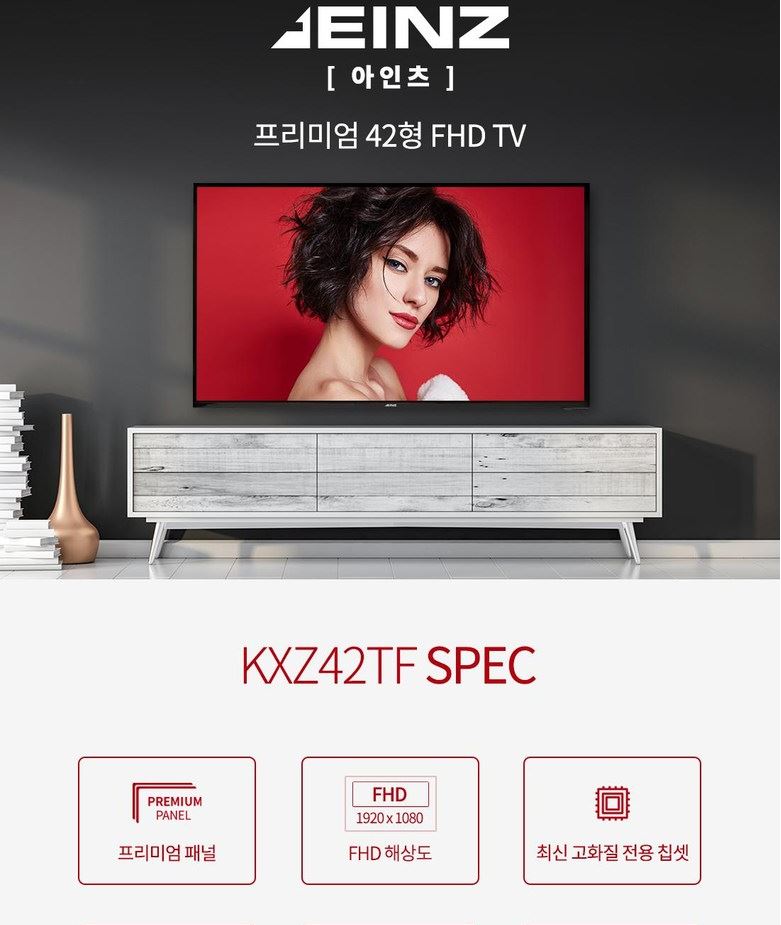 EINZ
[ 아인츠 ]
프리미엄 42형 FHD TV
EINZ
KXZ42TF SPEC
PREMIUM
PANEL
프리미엄 패널
FHD
1920 x 1080
FHD 해상도
최신 고화질 전용 칩셋